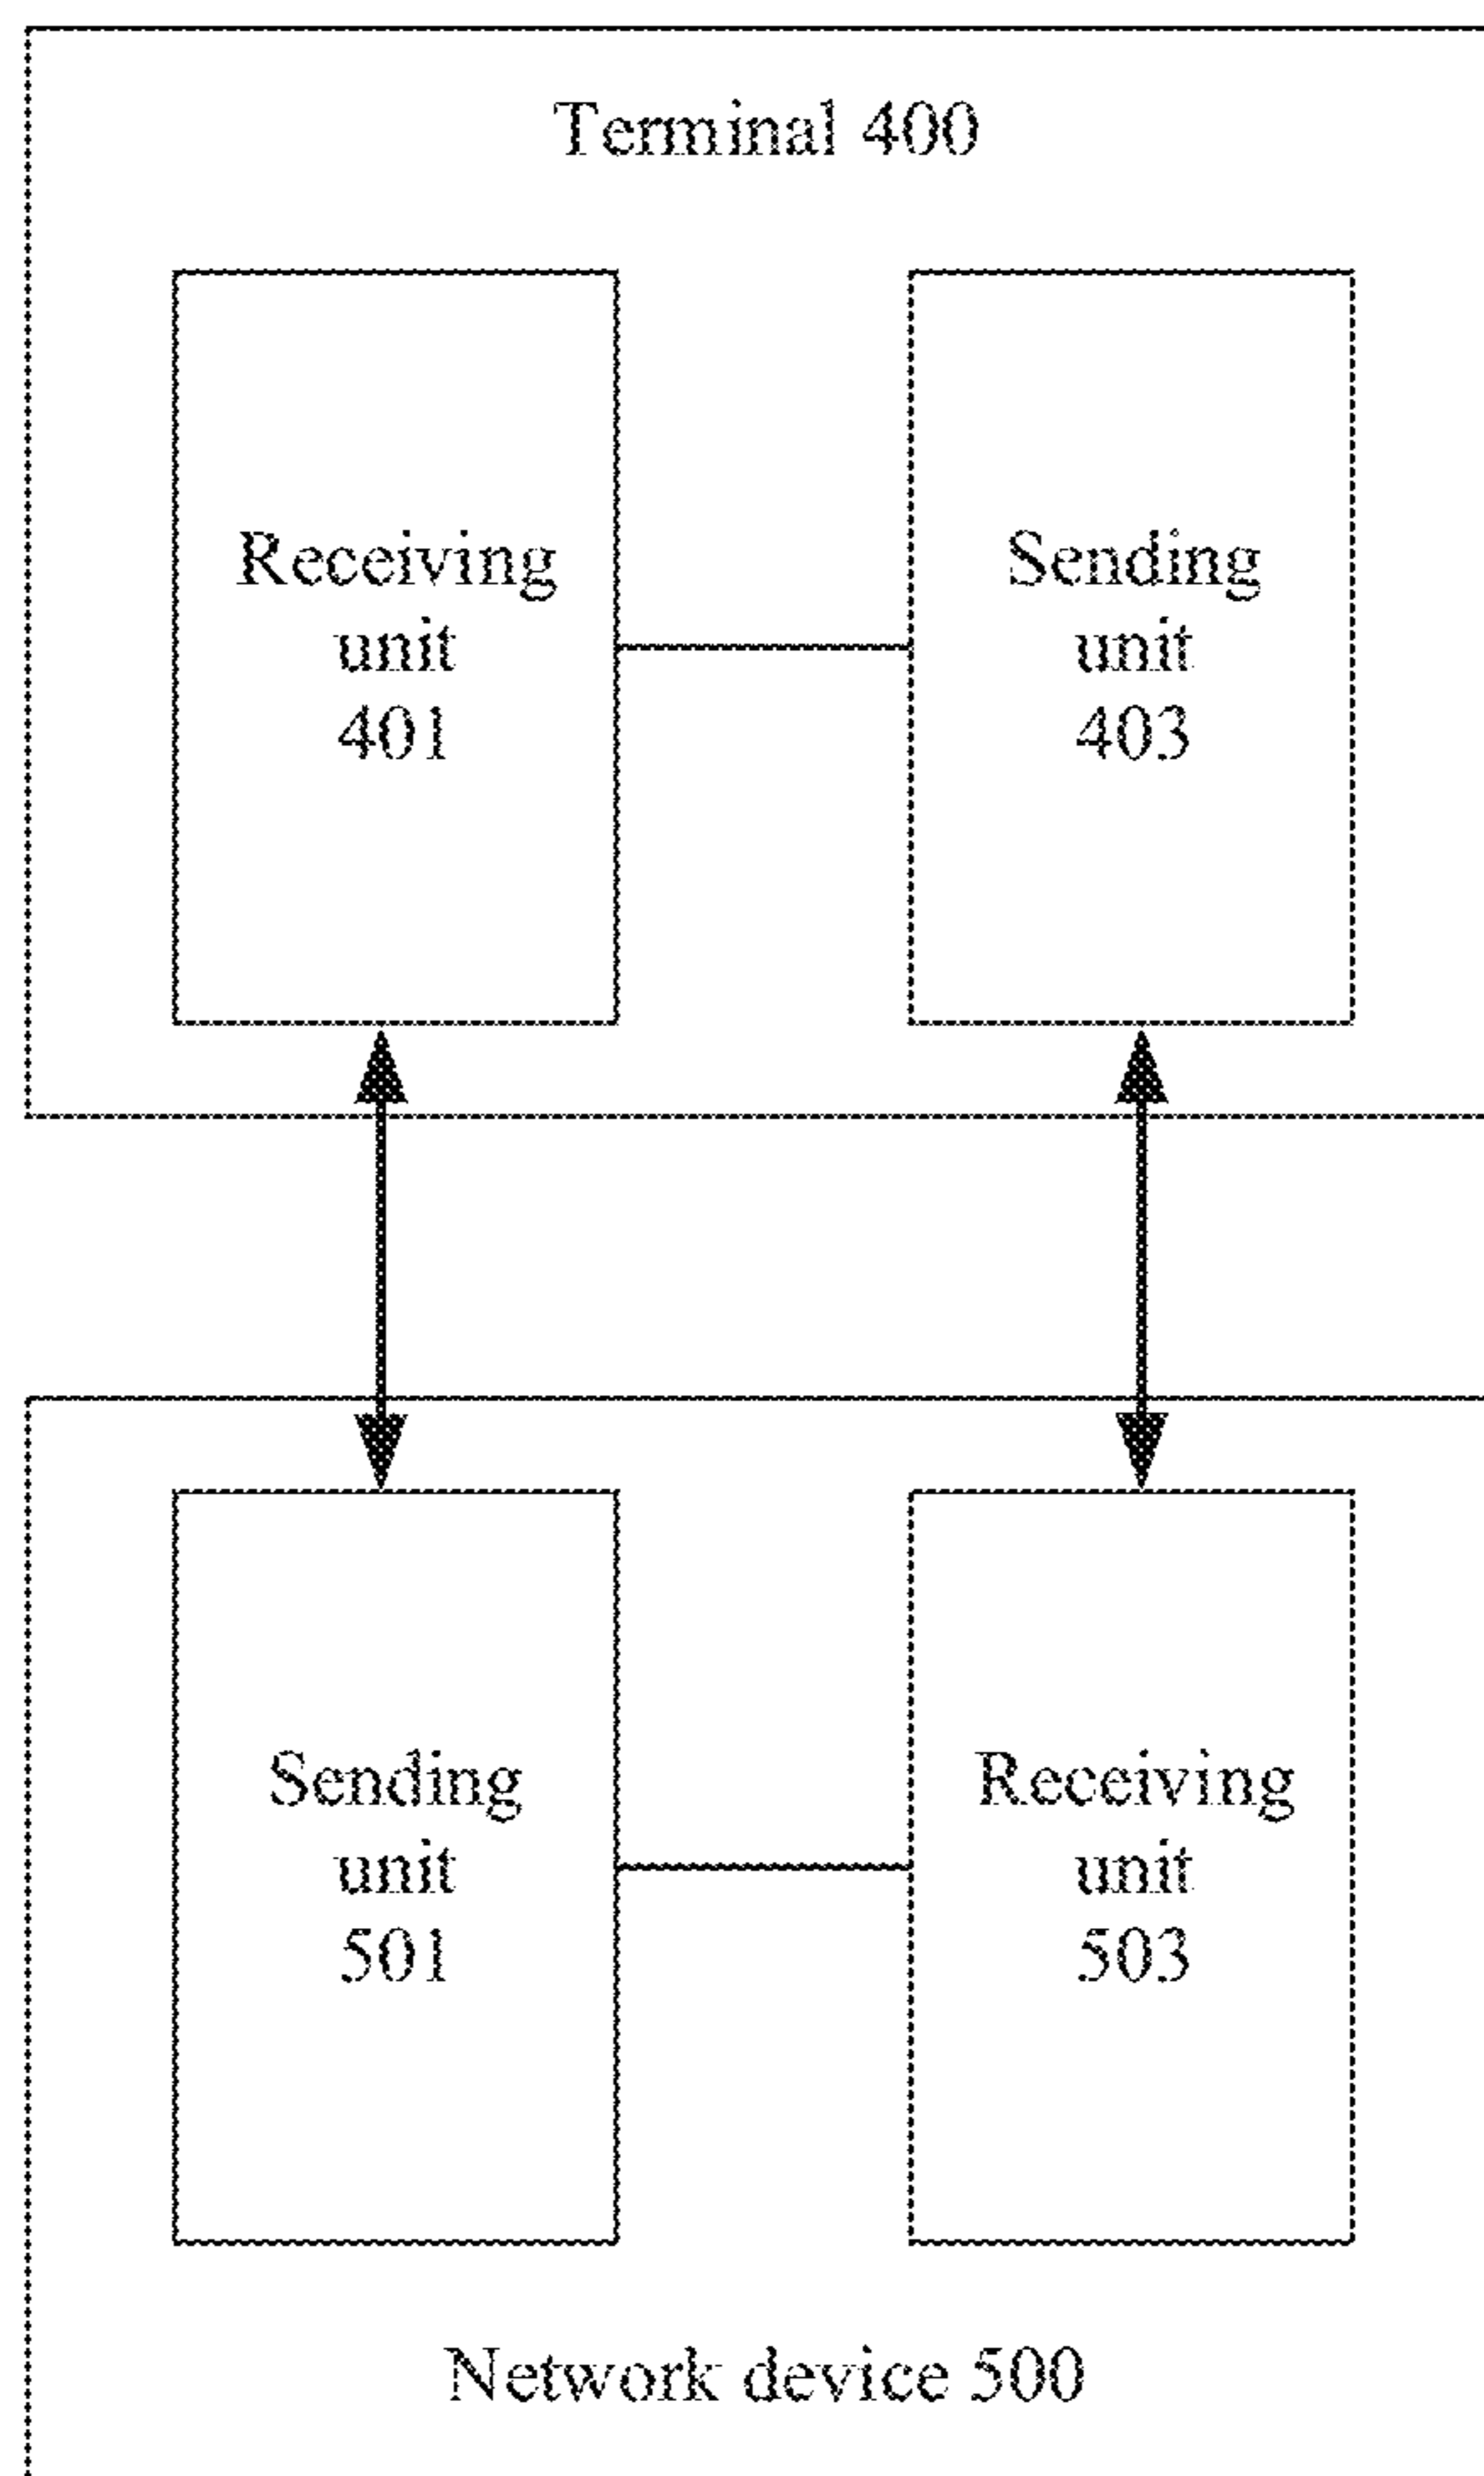 Terminal 400
Receiving
unit
401
Sending
unit
403
Sending
unit
501
Receiving
unit
503
Network device 500